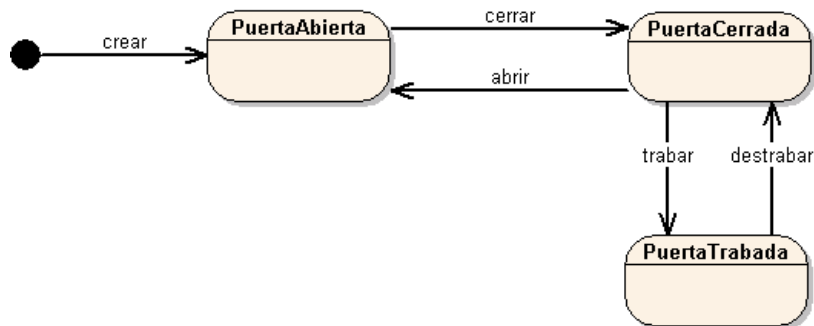 crear
PuertaAbierta
cerrar
PuertaCerrada
abrir
trabar
destrabar
PuertaTrabada